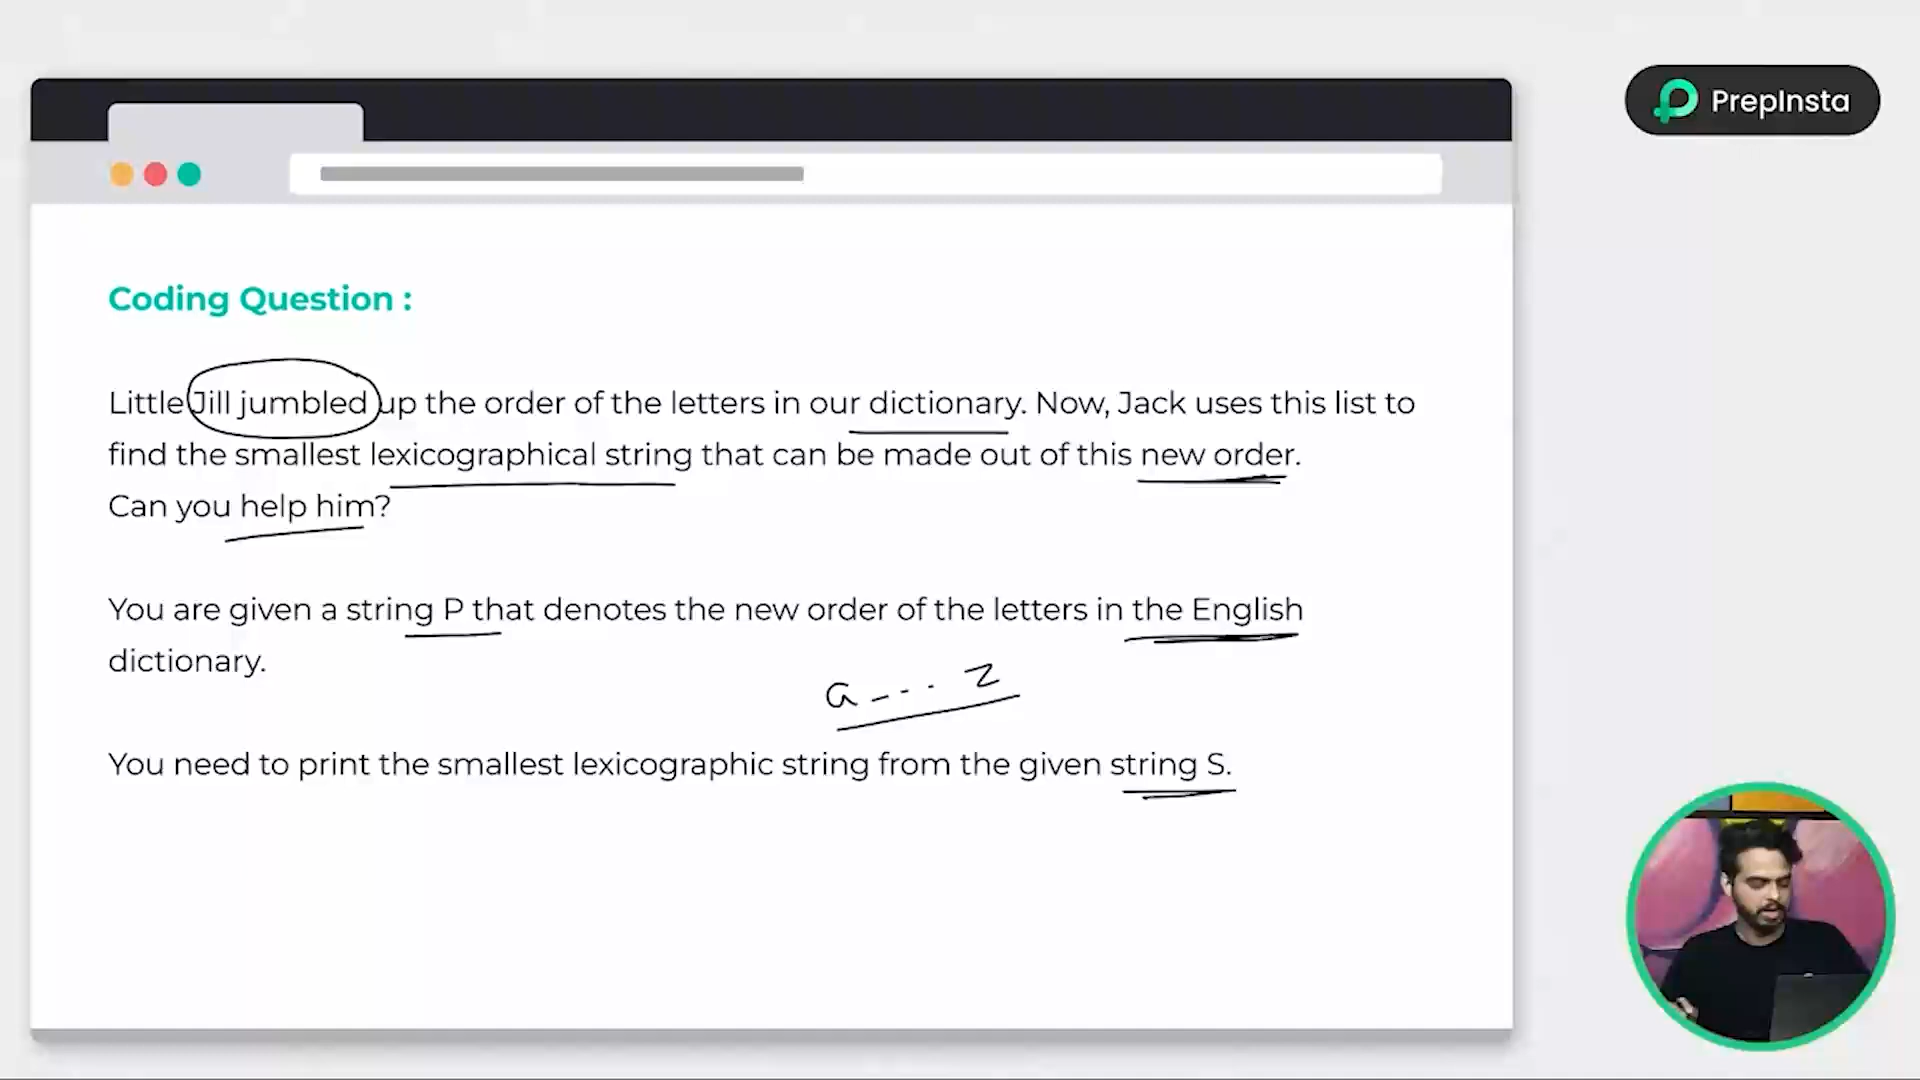 PrepInsta
Coding Question :
Little Jill jumbled up the order of the letters in our dictionary. Now, Jack uses this list to
find the smallest lexicographical string that can be made out of this new order.
Can you help him?
You are given a string P that denotes the new order of the letters in the English
dictionary.
a --.. z
You need to print the smallest lexicographic string from the given string S.